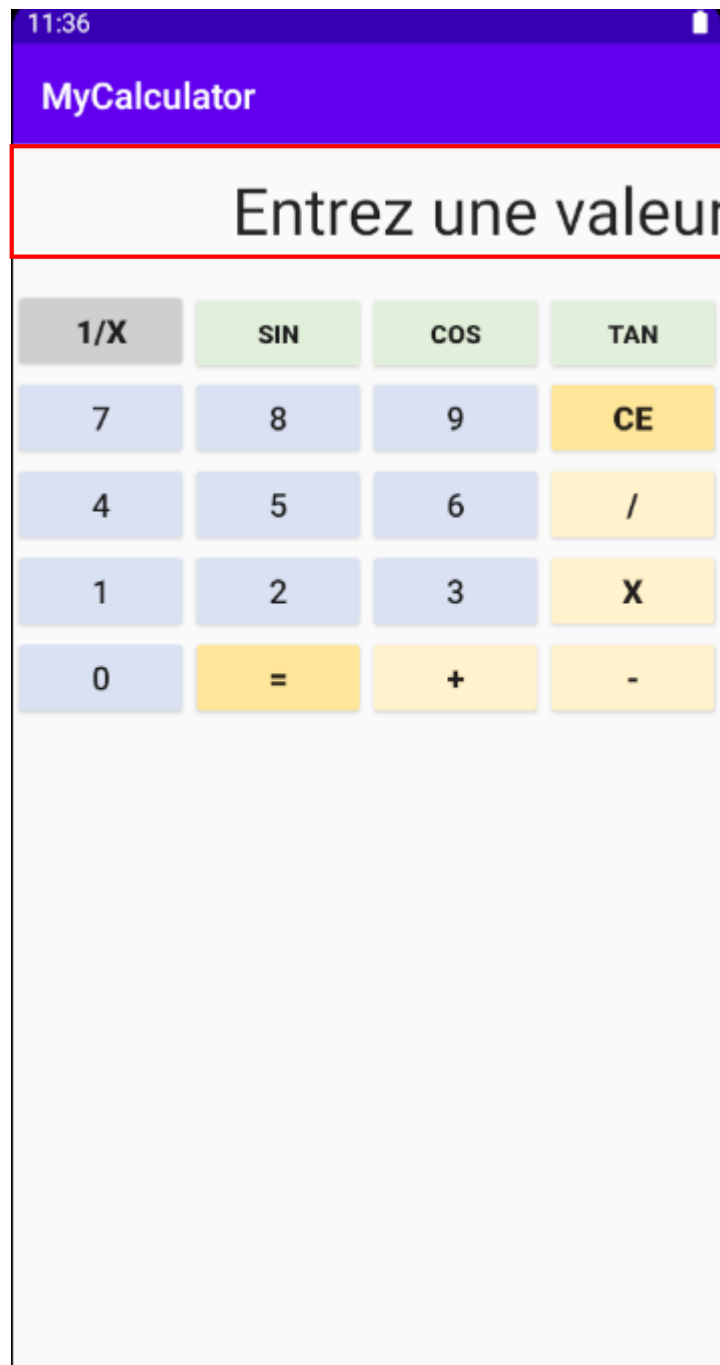 11:36
MyCalculator
Entrez une valeur
1/X SIN COS TAN
7 8 9 CE
4 5 6 /
1 2 3 X
0 = + -